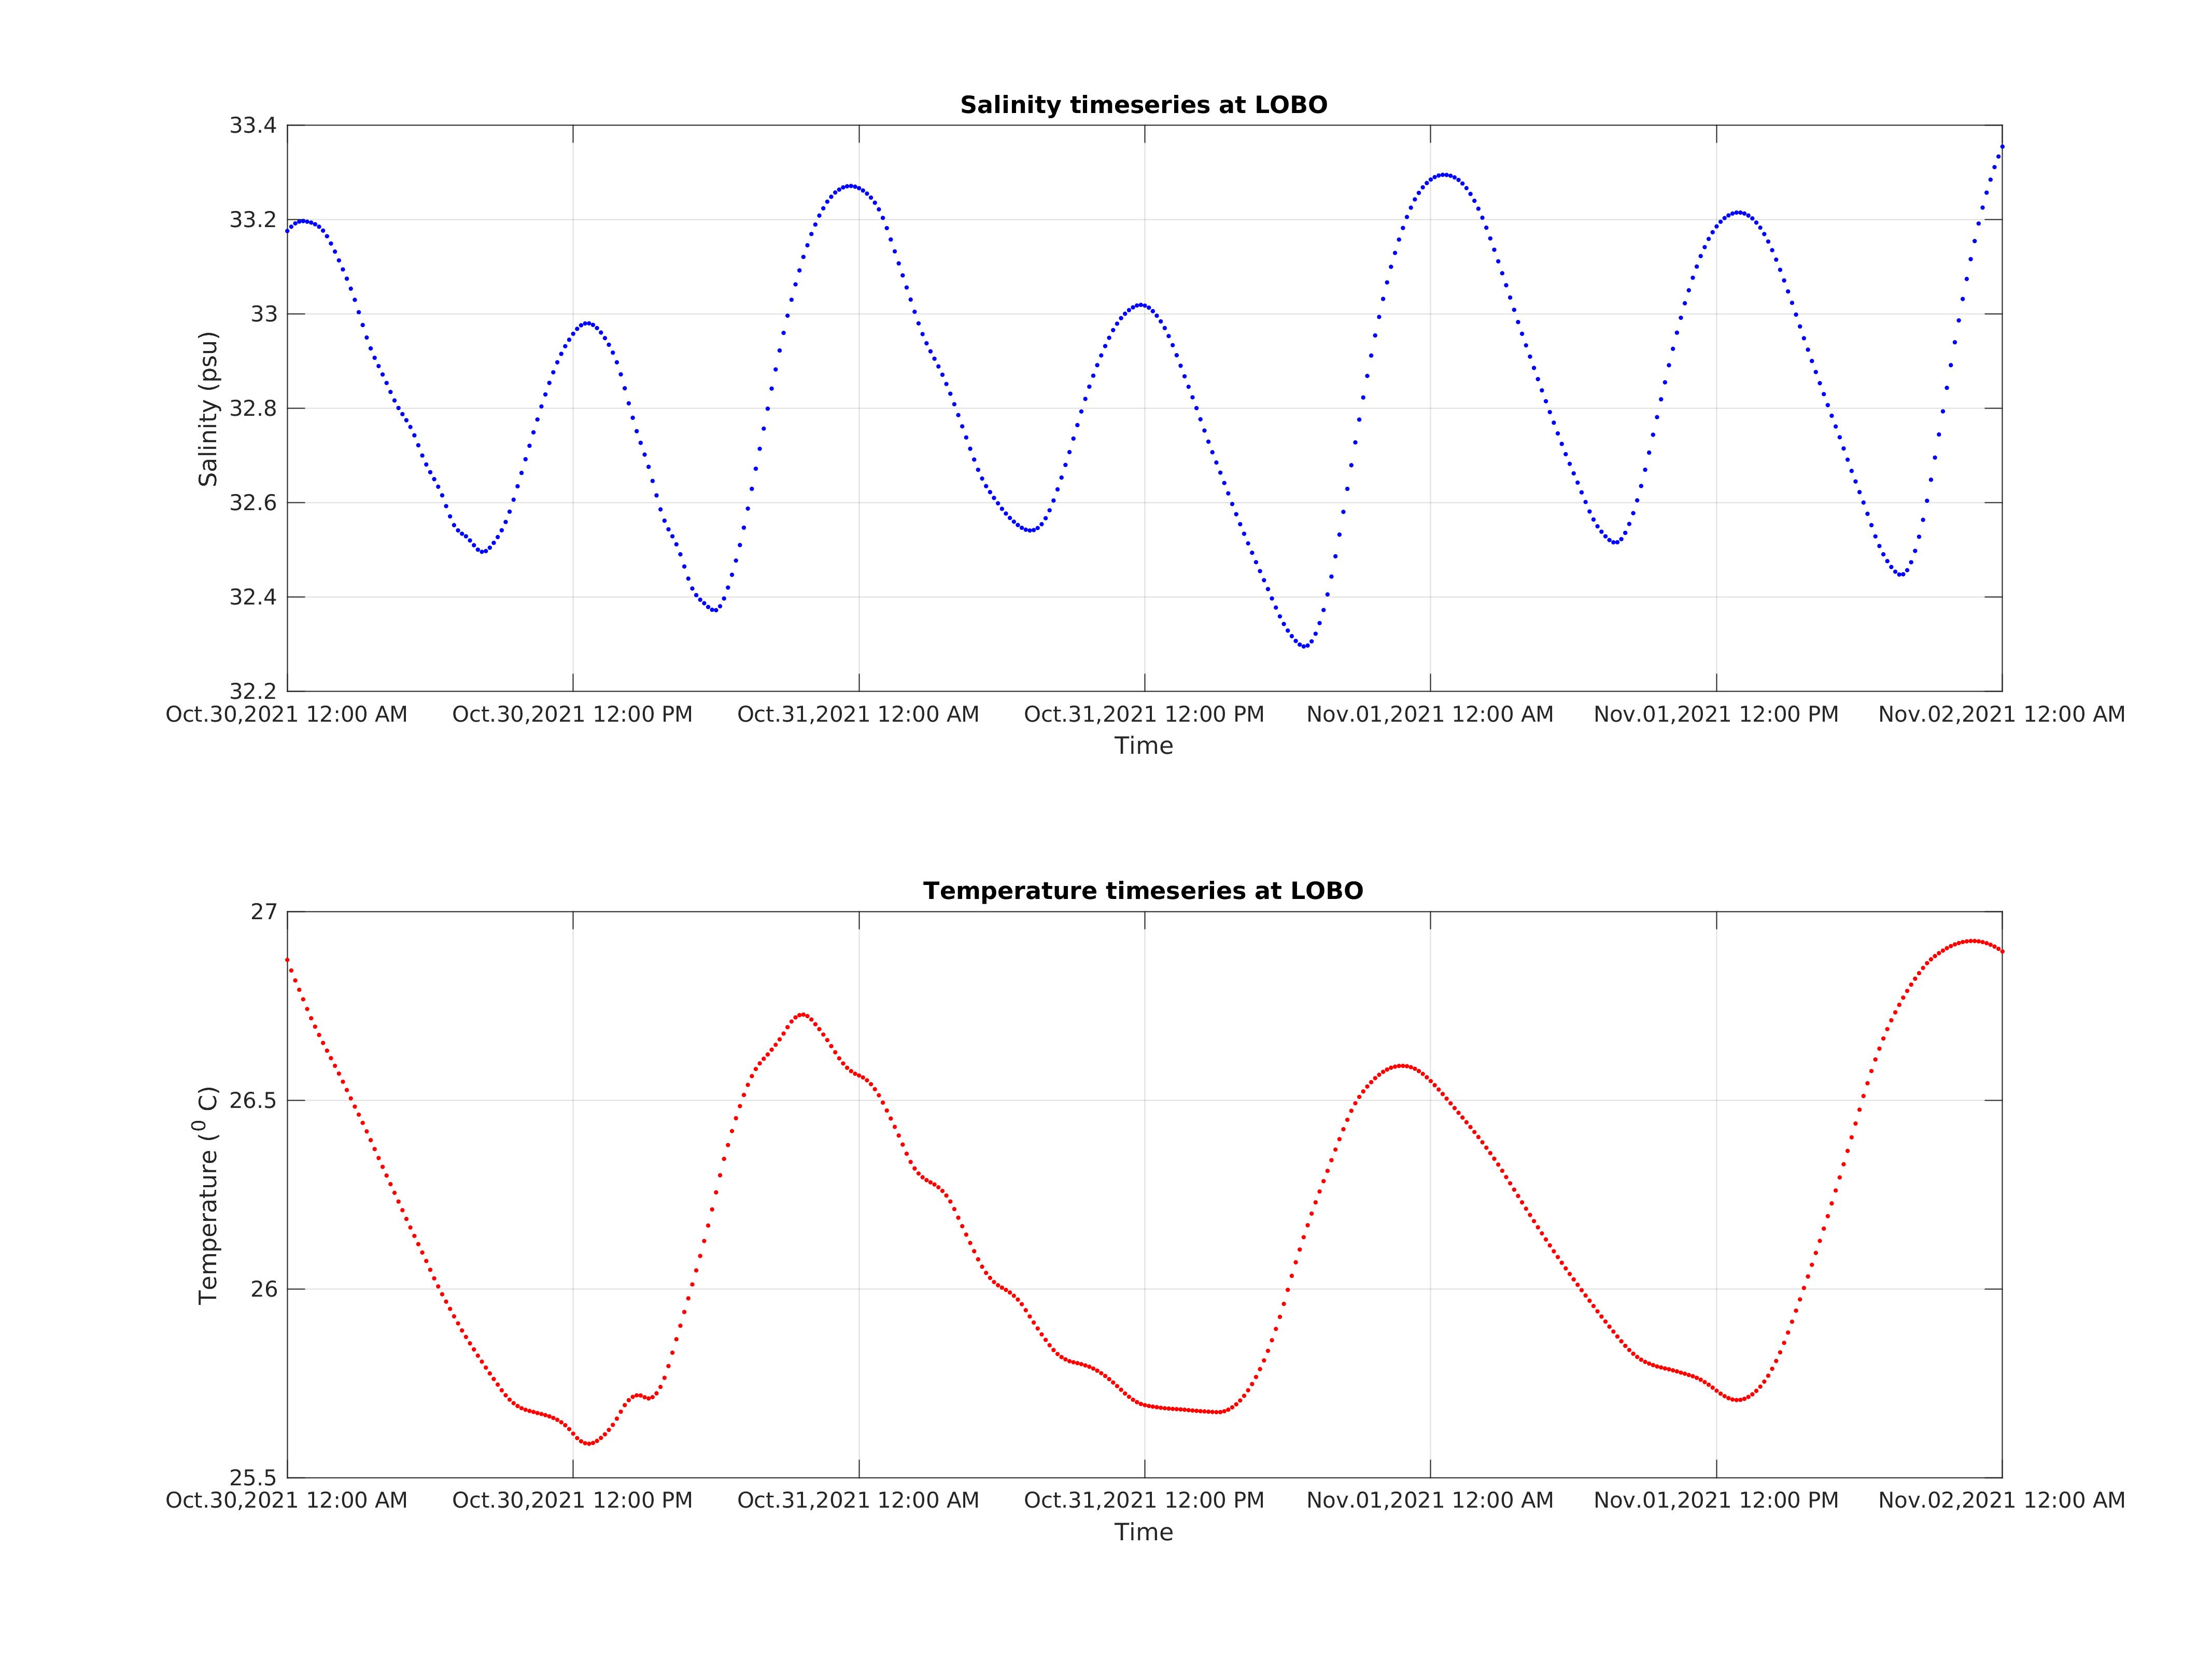 Salinity timeseries at LOBO
33.4
33.2
33
32.8
32.6
32.4
32.2
Salinity (psu)
Oct.30,2021 12:00 AM Oct.30,2021 12:00 PM Oct.31,2021 12:00 AM Oct.31,2021 12:00 PM Nov.01,2021 12:00 AM Nov.01,2021 12:00 PM Nov.02,2021 12:00 AM
Time
Temperature timeseries at LOBO
27
26.5
26
25.5
Temperature (⁰ C)
Oct.30,2021 12:00 AM Oct.30,2021 12:00 PM Oct.31,2021 12:00 AM Oct.31,2021 12:00 PM Nov.01,2021 12:00 AM Nov.01,2021 12:00 PM Nov.02,2021 12:00 AM
Time